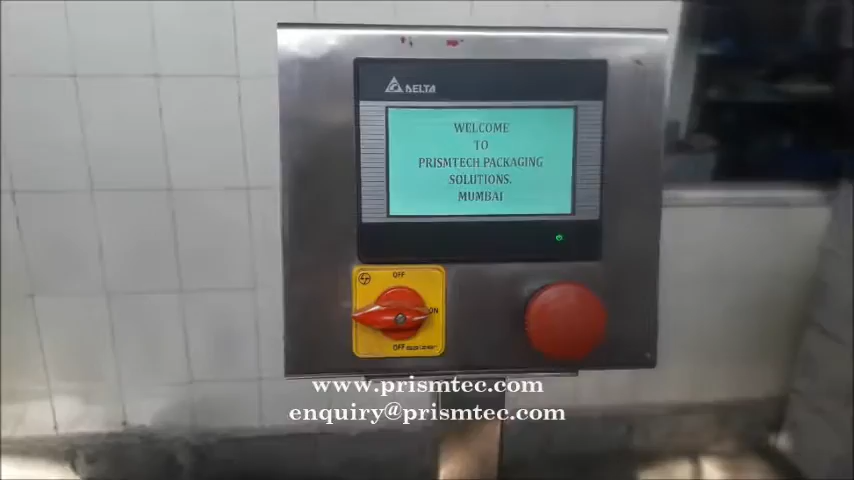 DELTA
WELCOME
TO
PRISMTECH PACKAGING
SOLUTIONS.
MUMBAI
OFF
ON
OFF
www.prismtec.com
enquiry@prismtec.com